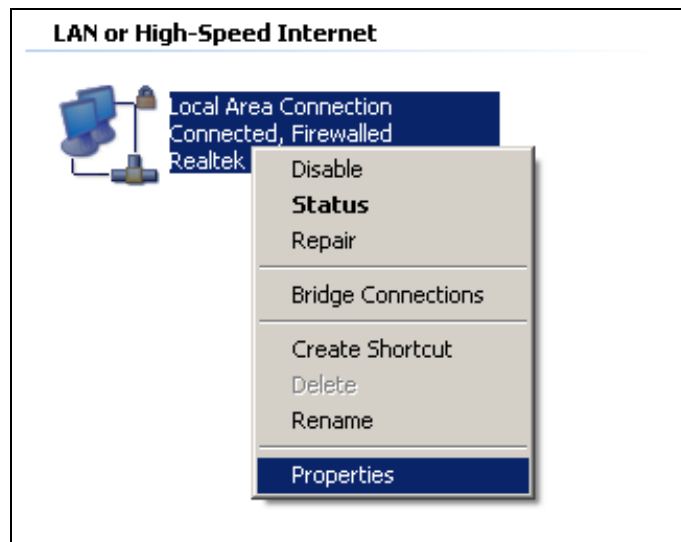 LAN or High-Speed Internet
Local Area Connection
Connected, Firewalled
Realtek
Disable
Status
Repair
Bridge Connections
Create Shortcut
Delete
Rename
Properties